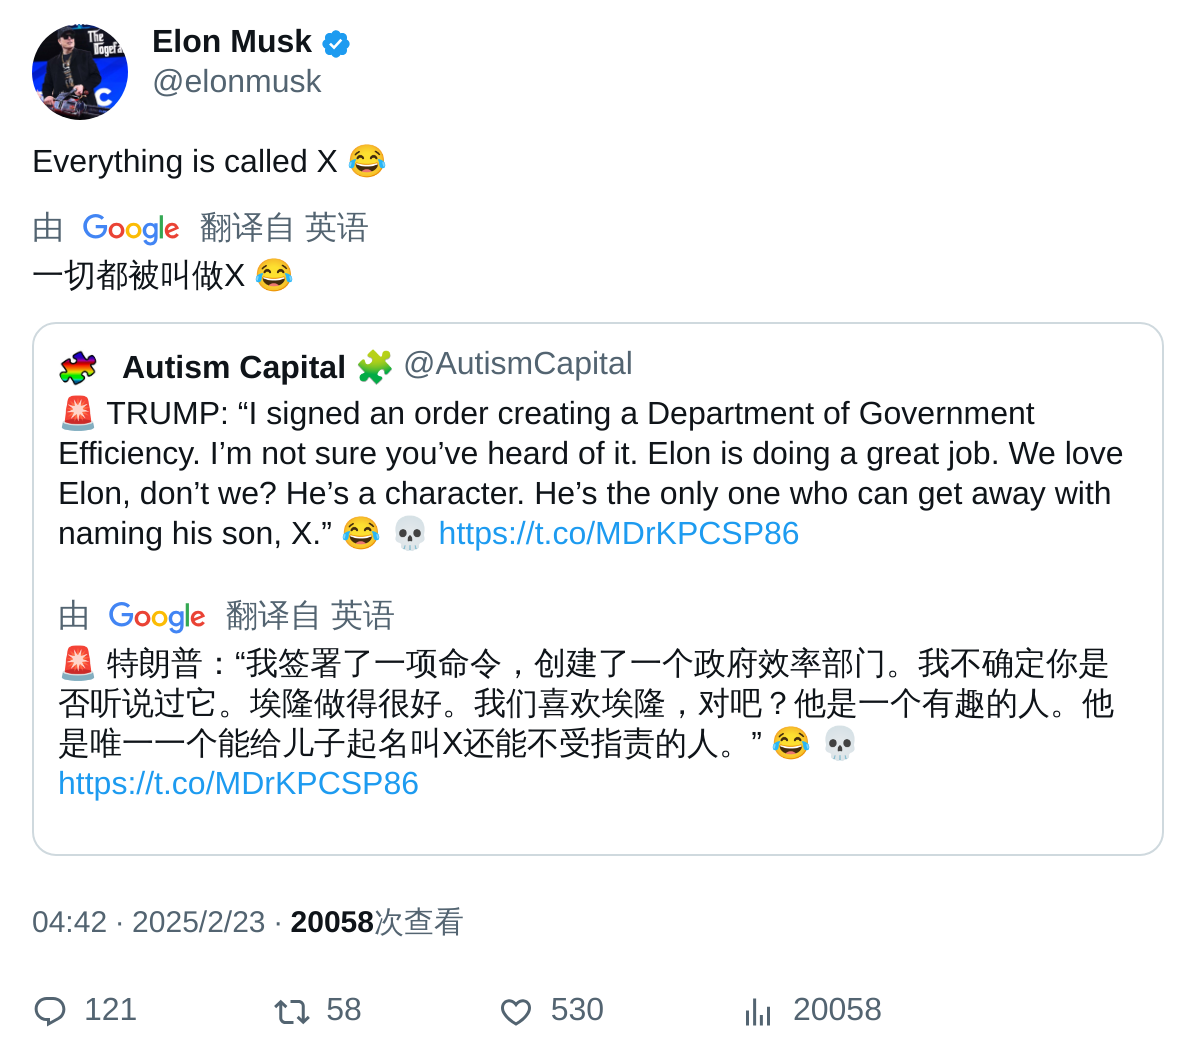 The
Dogefa
C
Elon Musk
@elonmusk
Everything is called X 😂
由 Google 翻译自 英语
一切都被叫做X 😂
Autism Capital 🧩 @AutismCapital
🚨 TRUMP: “I signed an order creating a Department of Government
Efficiency. I’m not sure you’ve heard of it. Elon is doing a great job. We love
Elon, don’t we? He’s a character. He’s the only one who can get away with
naming his son, X.” 😂 💀 https://t.co/MDrKPCSP86
由 Google 翻译自 英语
🚨 特朗普：“我签署了一项命令，创建了一个政府效率部门。我不确定你是
否听说过它。埃隆做得很好。我们喜欢埃隆，对吧？他是一个有趣的人。他
是唯一一个能给儿子起名叫X还能不受指责的人。” 😂 💀
https://t.co/MDrKPCSP86
04:42 · 2025/2/23 · 20058次查看
121 58 530 20058